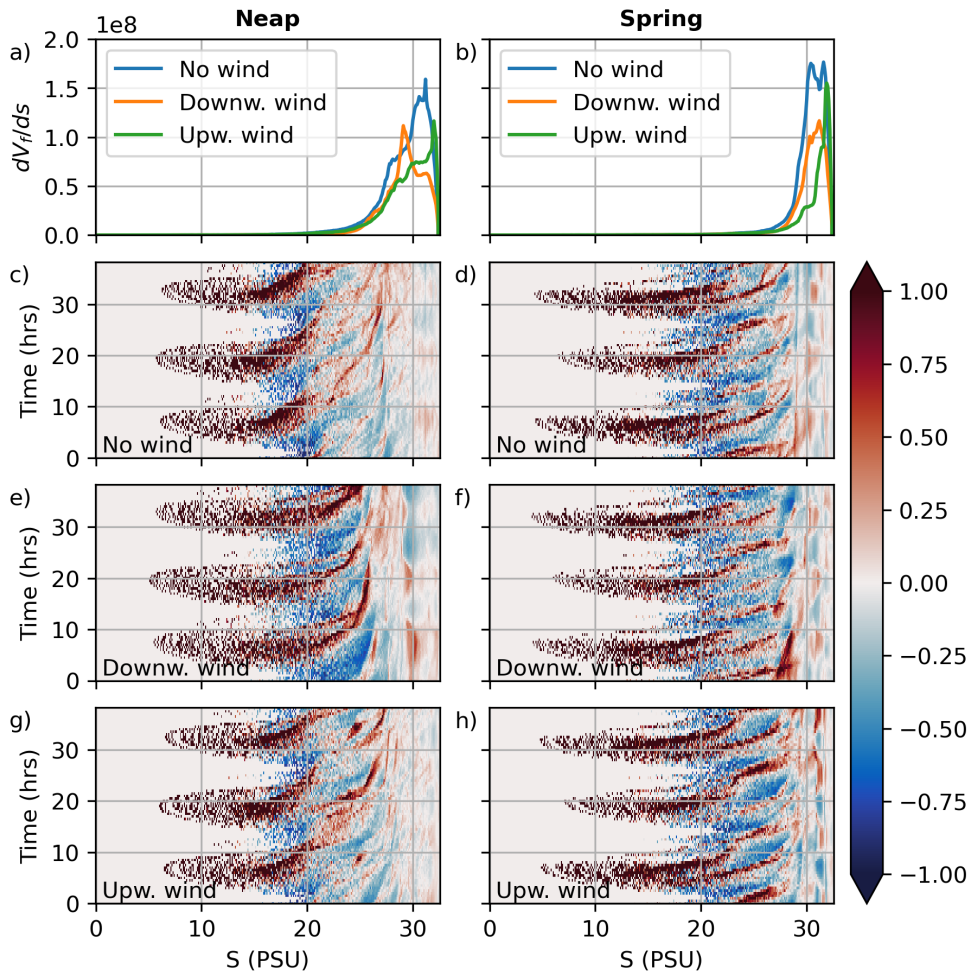 Neap
Spring
a)
1e8
b)
2.0
1.5
1.0
0.5
0.0
dV_f/ds
No wind
Downw. wind
Upw. wind
No wind
Downw. wind
Upw. wind
c)
30
20
10
0
Time (hrs)
No wind
d)
No wind
1.00
0.75
0.50
0.25
0.00
−0.25
−0.50
−0.75
−1.00
e)
30
20
10
0
Time (hrs)
Downw. wind
f)
Downw. wind
g)
30
20
10
0
Time (hrs)
Upw. wind
h)
Upw. wind
0 10 20 30
0 10 20 30
S (PSU)
S (PSU)